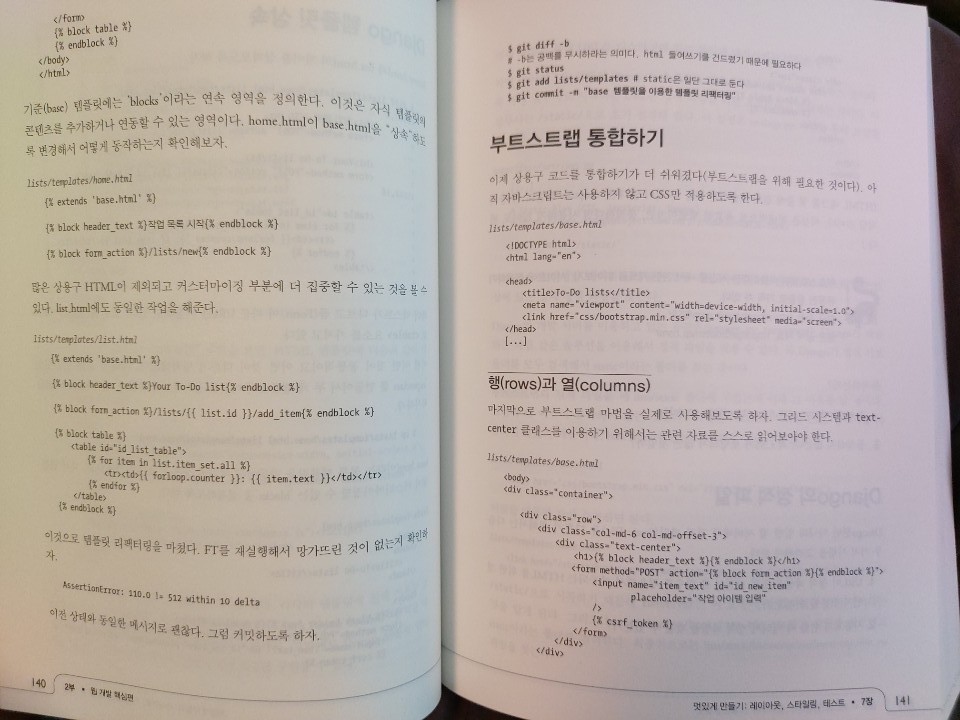 </form>
{% block table %}
{% endblock %}
</body>
</html>
기준(base) 템플릿에는 'blocks'이라는 연속 영역을 정의한다. 이것은 자식 템플릿의
콘텐츠를 추가하거나 연동할 수 있는 영역이다. home.html이 base.html을 "상속"하도
록 변경해서 어떻게 동작하는지 확인해보자.
lists/templates/home.html
{% extends 'base.html' %}
{% block header_text %}작업 목록 시작{% endblock %}
{% block form_action %}/lists/new{% endblock %}
많은 상용구 HTML이 제외되고 커스터마이징 부분에 더 집중할 수 있는 것을 볼 수
있다. list.html에도 동일한 작업을 해준다.
lists/templates/list.html
{% extends 'base.html' %}
{% block header_text %}Your To-Do list{% endblock %}
{% block form_action %}/lists/{{ list.id }}/add_item{% endblock %}
{% block table %}
<table id="id_list_table">
{% for item in list.item_set.all %}
<tr><td>{{ forloop.counter }}: {{ item.text }}</td></tr>
{% endfor %}
</table>
{% endblock %}
이것으로 템플릿 리팩터링을 마쳤다. FT를 재실행해서 망가뜨린 것이 없는지 확인하
자.
AssertionError: 110.0 != 512 within 10 delta
이전 상태와 동일한 메시지로 괜찮다. 그럼 커밋하도록 하자.
140 2부 • 웹 개발 핵심편
$ git diff -b
# -b는 공백를 무시하라는 의미다. html 들여쓰기를 건드렸기 때문에 필요하다
$ git status
$ git add lists/templates # static은 일단 그대로 둔다
$ git commit -m "base 템플릿을 이용한 템플릿 리팩터링"
부트스트랩 통합하기
이제 상용구 코드를 통합하기가 더 쉬워졌다(부트스트랩을 위해 필요한 것이다). 아
직 자바스크립트는 사용하지 않고 CSS만 적용하도록 한다.
lists/templates/base.html
<!DOCTYPE html>
<html lang="en">
<head>
<title>To-Do lists</title>
<meta name="viewport" content="width=device-width, initial-scale=1.0">
<link href="css/bootstrap.min.css" rel="stylesheet" media="screen">
</head>
[...]
행(rows)과 열(columns)
마지막으로 부트스트랩 마법을 실제로 사용해보도록 하자. 그리드 시스템과 text-
center 클래스를 이용하기 위해서는 관련 자료를 스스로 읽어보아야 한다.
lists/templates/base.html
<body>
<div class="container">
<div class="row">
<div class="col-md-6 col-md-offset-3">
<div class="text-center">
<h1>{% block header_text %}{% endblock %}</h1>
<form method="POST" action="{% block form_action %}{% endblock %}">
<input name="item_text" id="id_new_item"
placeholder="작업 아이템 입력"
/>
{% csrf_token %}
</form>
</div>
</div>
멋있게 만들기: 레이아웃, 스타일링, 테스트 • 7장 141